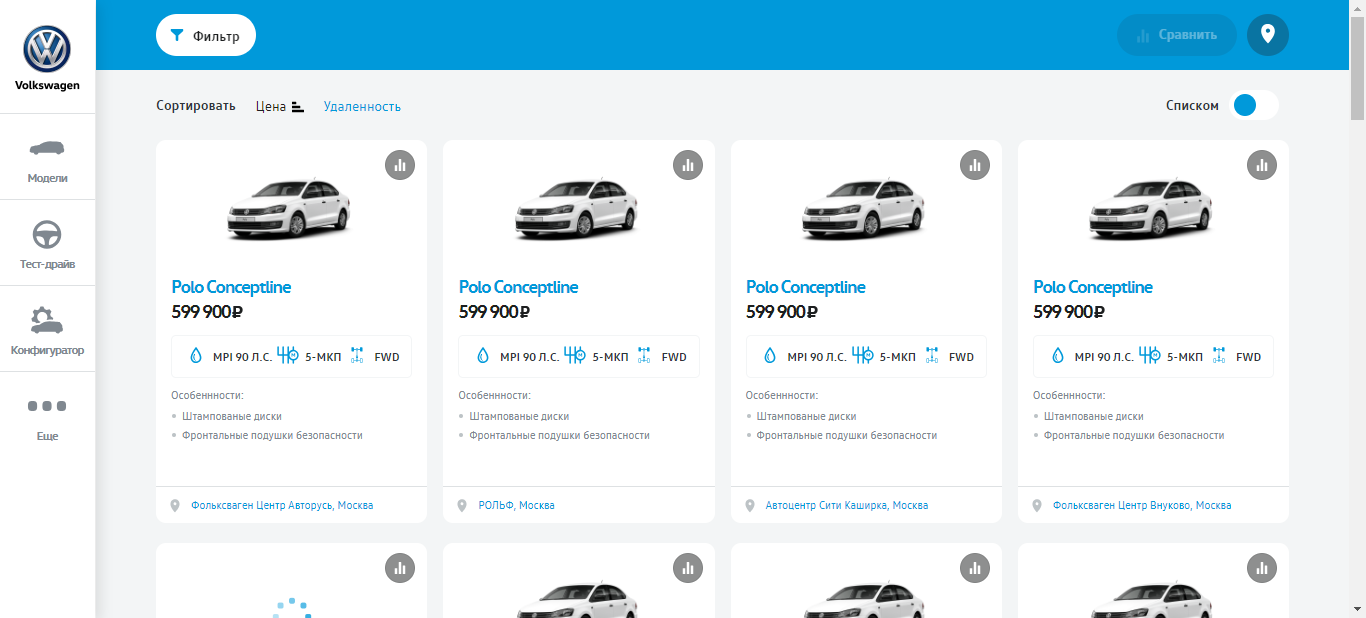 Фильтр
Сравнить
Volkswagen
Сортировать Цена Удаленность
Списком
Модели
Тест-драйв
Конфигуратор
Еще
Polo Conceptline
599 900₽
MPI 90 Л.С. 5-МКП FWD
Особеннности:
Штампованые диски
Фронтальные подушки безопасности
Фольксваген Центр Авторусь, Москва
Polo Conceptline
599 900₽
MPI 90 Л.С. 5-МКП FWD
Особеннности:
Штампованые диски
Фронтальные подушки безопасности
РОЛЬФ, Москва
Polo Conceptline
599 900₽
MPI 90 Л.С. 5-МКП FWD
Особеннности:
Штампованые диски
Фронтальные подушки безопасности
Автоцентр Сити Каширка, Москва
Polo Conceptline
599 900₽
MPI 90 Л.С. 5-МКП FWD
Особеннности:
Штампованые диски
Фронтальные подушки безопасности
Фольксваген Центр Внуково, Москва